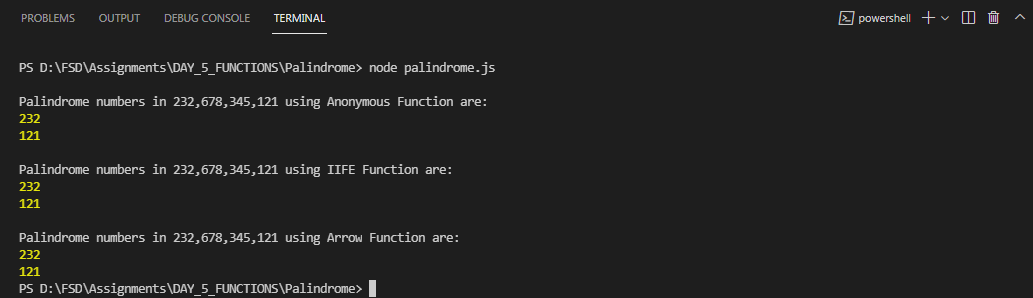 PROBLEMS OUTPUT DEBUG CONSOLE TERMINAL powershell
PS D:\FSD\Assignments\DAY_5_FUNCTIONS\Palindrome> node palindrome.js
Palindrome numbers in 232,678,345,121 using Anonymous Function are:
232
121
Palindrome numbers in 232,678,345,121 using IIFE Function are:
232
121
Palindrome numbers in 232,678,345,121 using Arrow Function are:
232
121
PS D:\FSD\Assignments\DAY_5_FUNCTIONS\Palindrome>